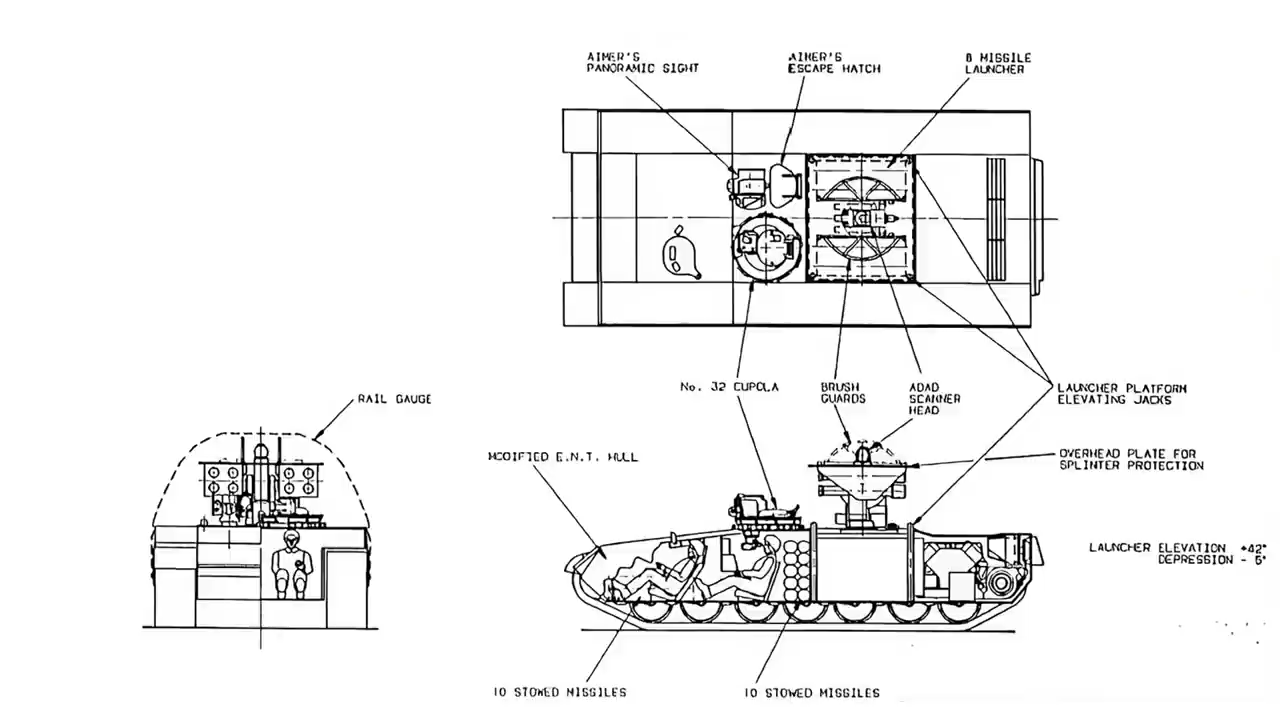 AIMER'S
PANORAMIC SIGHT
AIMER'S
ESCAPE HATCH
8 MISSILE
LAUNCHER
No. 32 CUPOLA
BRUSH
GUARDS
ADAD
SCANNER
HEAD
LAUNCHER PLATFORM
ELEVATING JACKS
RAIL GAUGE
MODIFIED E.N.T. HULL
OVERHEAD PLATE FOR
SPLINTER PROTECTION
LAUNCHER ELEVATION +42°
DEPRESSION - 6°
10 STOWED MISSILES
10 STOWED MISSILES